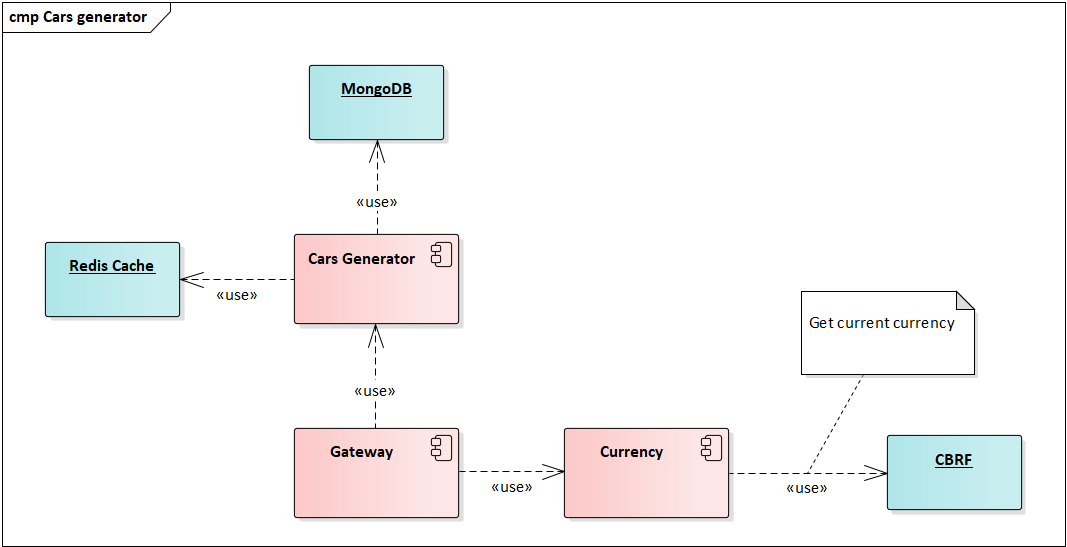 cmp Cars generator
MongoDB
«use»
Cars Generator
Redis Cache
«use»
Get current currency
«use»
Gateway
Currency
CBRF
«use»
«use»